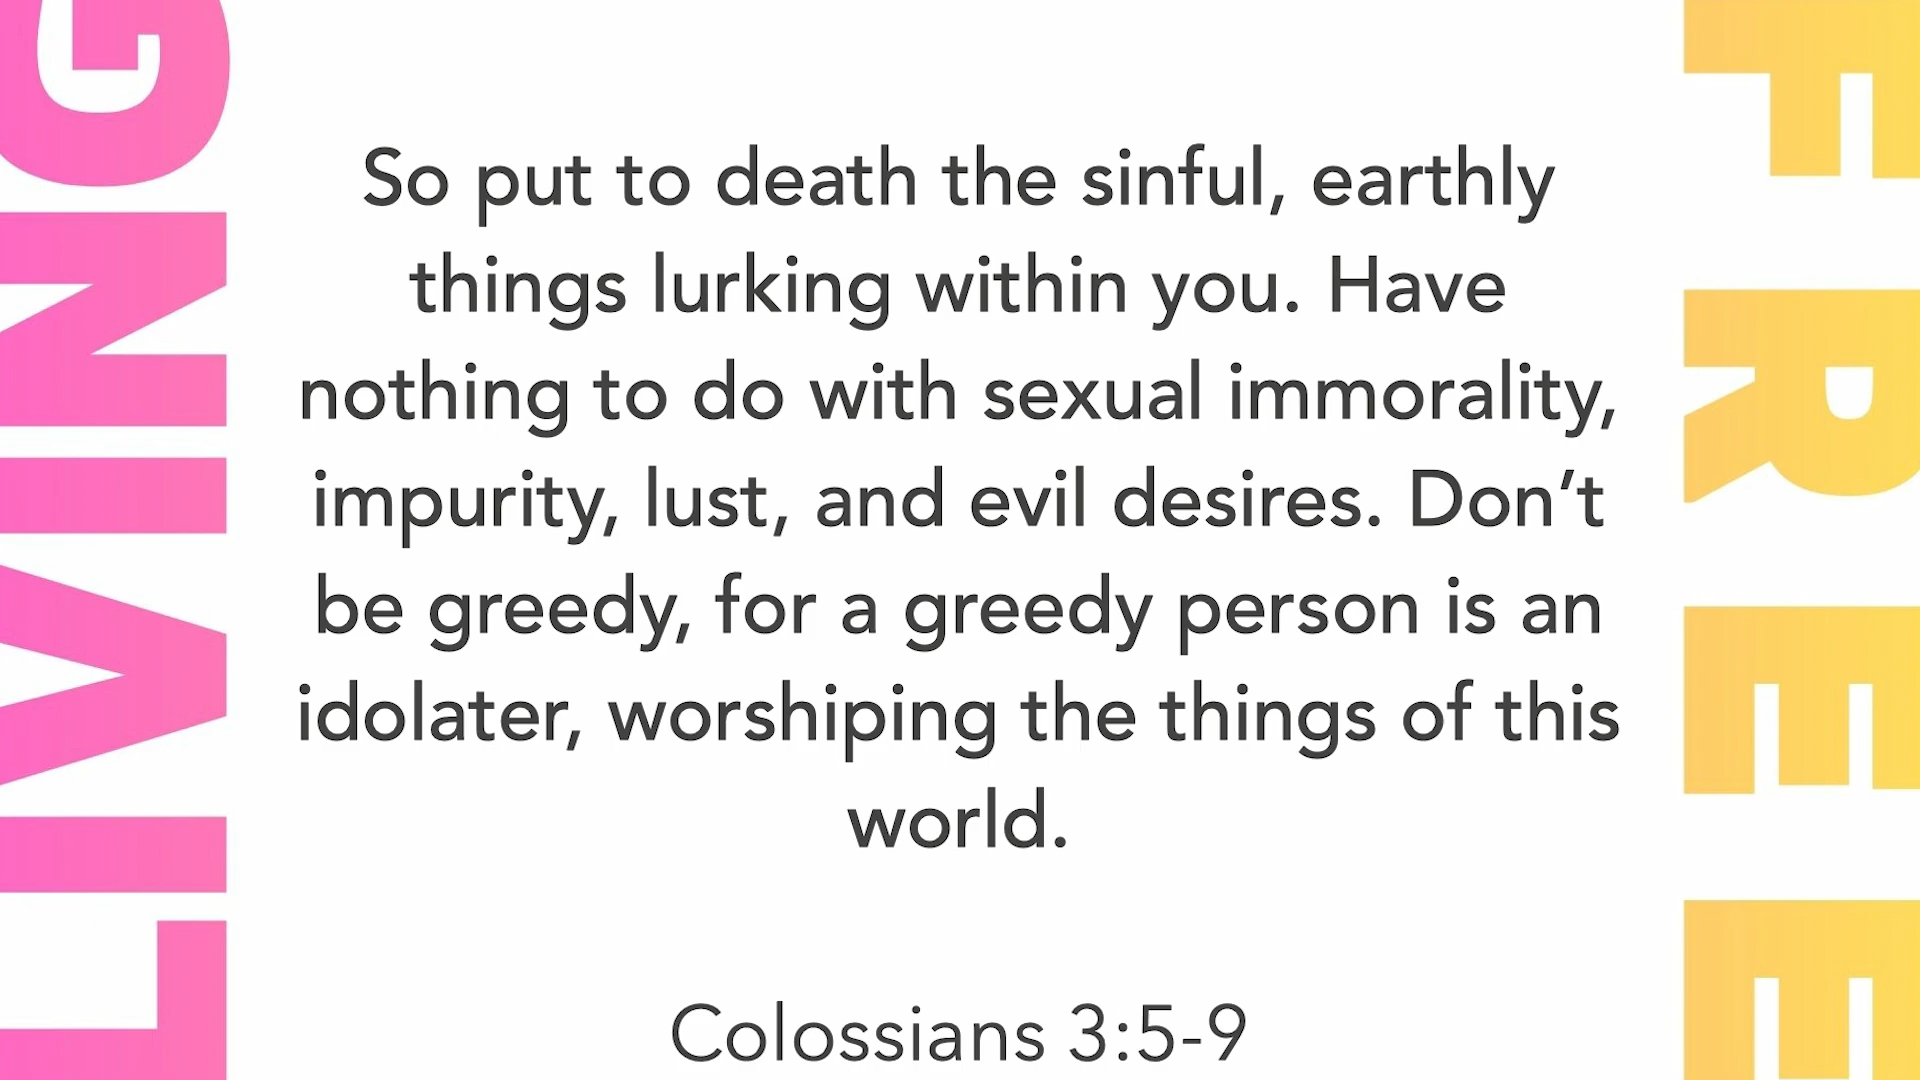 LIVING
So put to death the sinful, earthly
things lurking within you. Have
nothing to do with sexual immorality,
impurity, lust, and evil desires. Don’t
be greedy, for a greedy person is an
idolater, worshiping the things of this
world.
Colossians 3:5-9
FREE